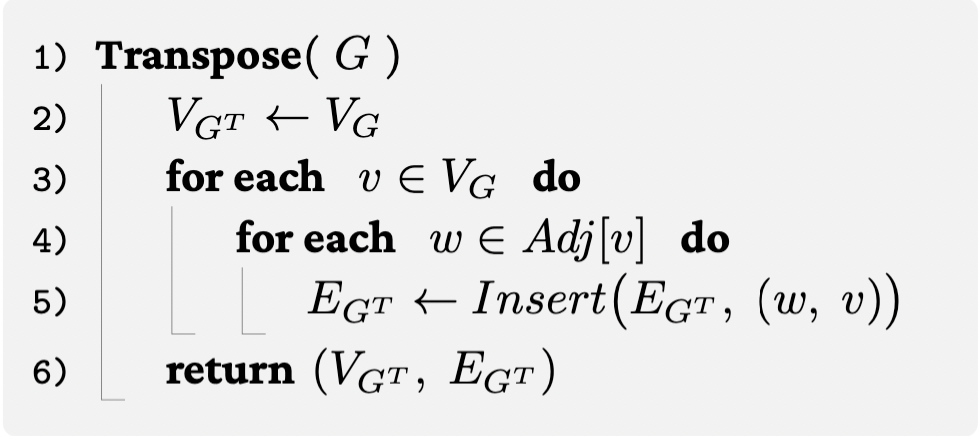 1) Transpose( G )
2) V_{G^T} ← V_G
3) for each v ∈ V_G do
4) for each w ∈ Adj[v] do
5) E_{G^T} ← Insert(E_{G^T}, (w, v))
6) return (V_{G^T}, E_{G^T})